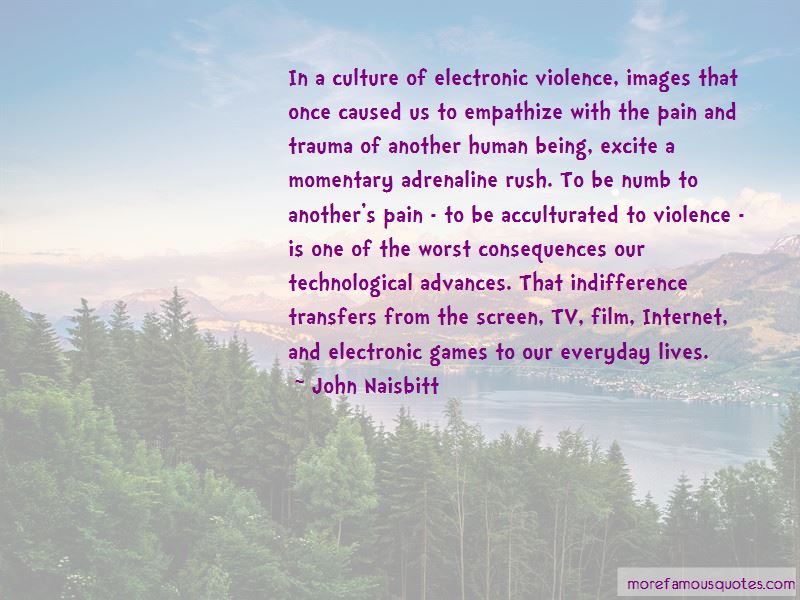 In a culture of electronic violence, images that
once caused us to empathize with the pain and
trauma of another human being, excite a
momentary adrenaline rush. To be numb to
another's pain - to be acculturated to violence -
is one of the worst consequences our
technological advances. That indifference
transfers from the screen, TV, film, Internet,
and electronic games to our everyday lives.
~ John Naisbitt
morefamousquotes.com